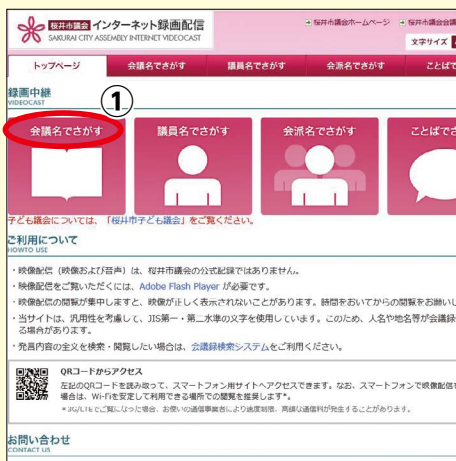 桜井市議会 インターネット録画配信
SAKURAI CITY ASSEMBLY INTERNET VIDEOCAST
桜井市議会ホームページ 桜井市議会会議
文字サイズ
トップページ 会議名でさがす 議員名でさがす 会派名でさがす ことばで
録画中継
VIDEOCAST
①
会議名でさがす 議員名でさがす 会派名でさがす ことばでさ
子ども議会については、「桜井市子ども議会」をご覧ください。
ご利用について
HOWTO USE
・映像配信（映像および音声）は、桜井市議会の公式記録ではありません。
・映像配信をご覧いただくには、Adobe Flash Player が必要です。
・映像配信の閲覧が集中しますと、映像が正しく表示されないことがあります。時間をおいてからの閲覧をお願いし
・当サイトは、汎用性を考慮して、JIS第一・第二水準の文字を使用しています。このため、人名や地名等が会議録
る場合があります。
・発言内容の全文を検索・閲覧したい場合は、会議録検索システムをご利用ください。
QRコードからアクセス
左記のQRコードを読み取って、スマートフォン用サイトへアクセスできます。なお、スマートフォンで映像配信を
場合は、Wi-Fiを安定して利用できる場所での閲覧を推奨します*。
*3G/LTEでご覧になった場合、お使いの通信事業者により速度制限、高額な通信料が発生することがあります。
お問い合わせ
CONTACT US